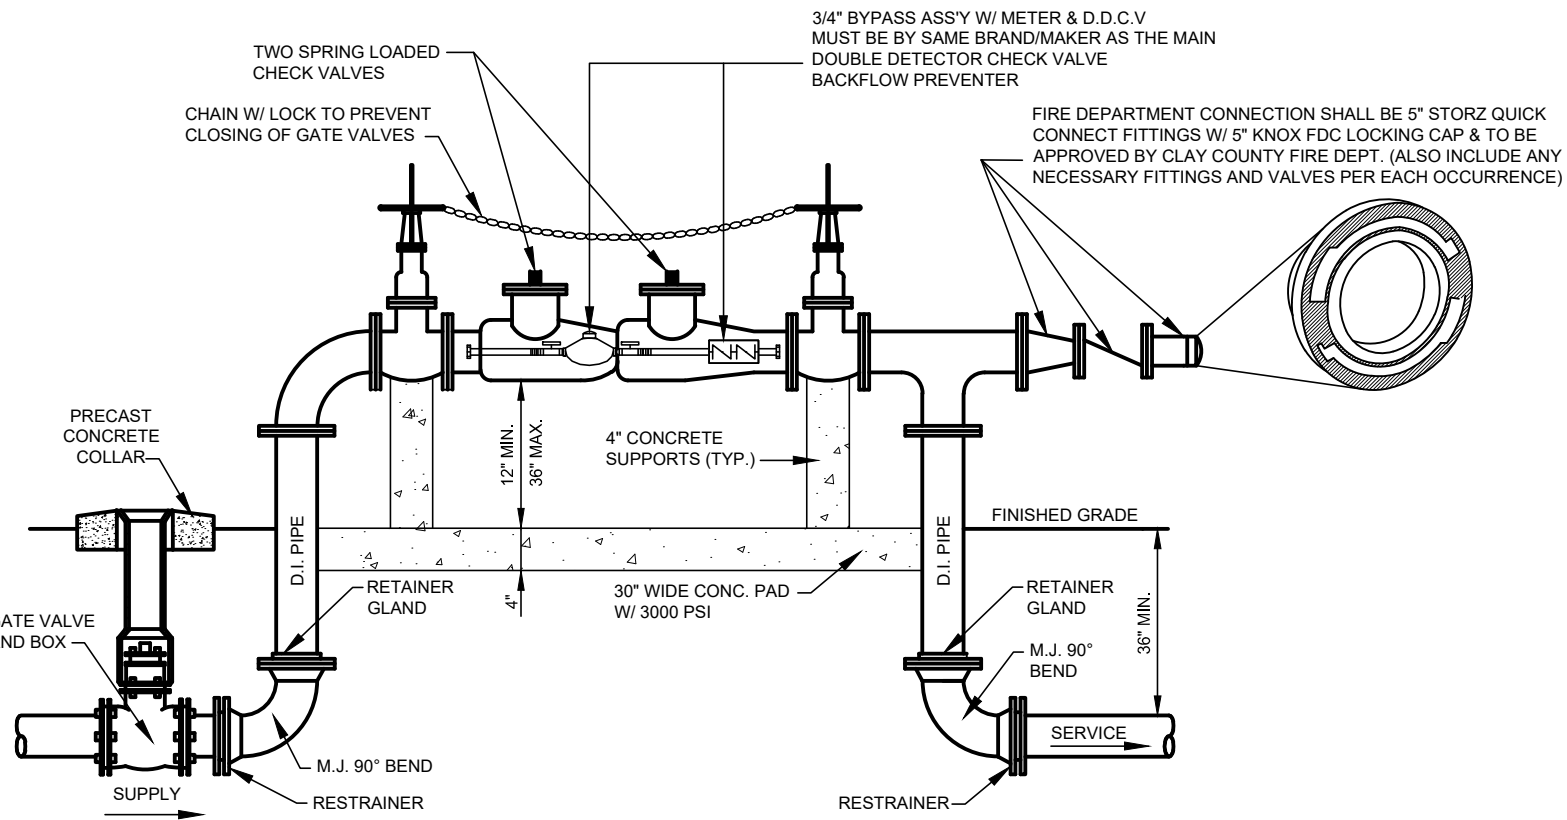 3/4" BYPASS ASS'Y W/ METER & D.D.C.V
MUST BE BY SAME BRAND/MAKER AS THE MAIN
DOUBLE DETECTOR CHECK VALVE
BACKFLOW PREVENTER
TWO SPRING LOADED
CHECK VALVES
CHAIN W/ LOCK TO PREVENT
CLOSING OF GATE VALVES
FIRE DEPARTMENT CONNECTION SHALL BE 5" STORZ QUICK
CONNECT FITTINGS W/ 5" KNOX FDC LOCKING CAP & TO BE
APPROVED BY CLAY COUNTY FIRE DEPT. (ALSO INCLUDE ANY
NECESSARY FITTINGS AND VALVES PER EACH OCCURRENCE)
PRECAST
CONCRETE
COLLAR
12" MIN.
36" MAX.
4" CONCRETE
SUPPORTS (TYP.)
FINISHED GRADE
D.I. PIPE
D.I. PIPE
RETAINER
GLAND
4"
30" WIDE CONC. PAD
W/ 3000 PSI
RETAINER
GLAND
36" MIN.
ATE VALVE
ND BOX
M.J. 90° BEND
M.J. 90°
BEND
SERVICE
SUPPLY
RESTRAINER
RESTRAINER